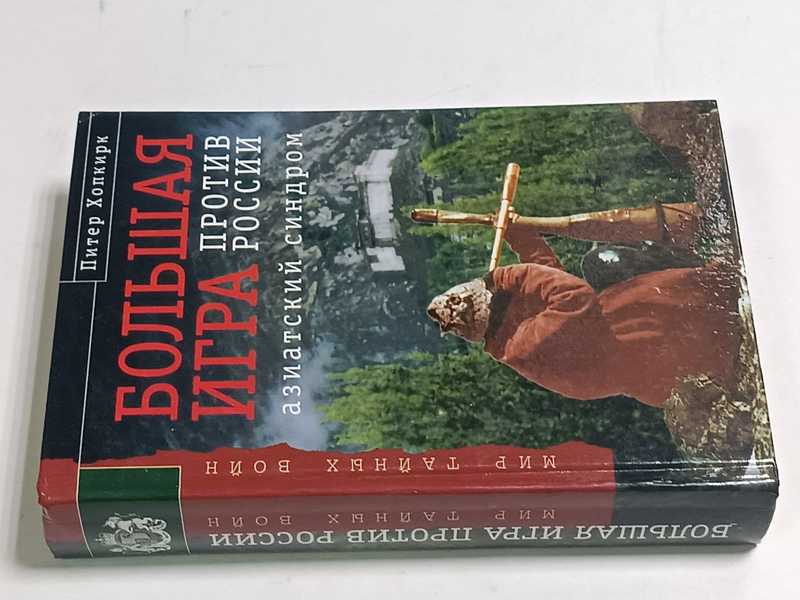 Питер Хопкирк
БОЛЬШАЯ
ИГРА ПРОТИВ
РОССИИ
азиатский синдром
МИР ТАЙНЫХ ВОЙН
МИР ТАЙНЫХ ВОЙН
БОЛЬШАЯ ИГРА ПРОТИВ РОССИИ